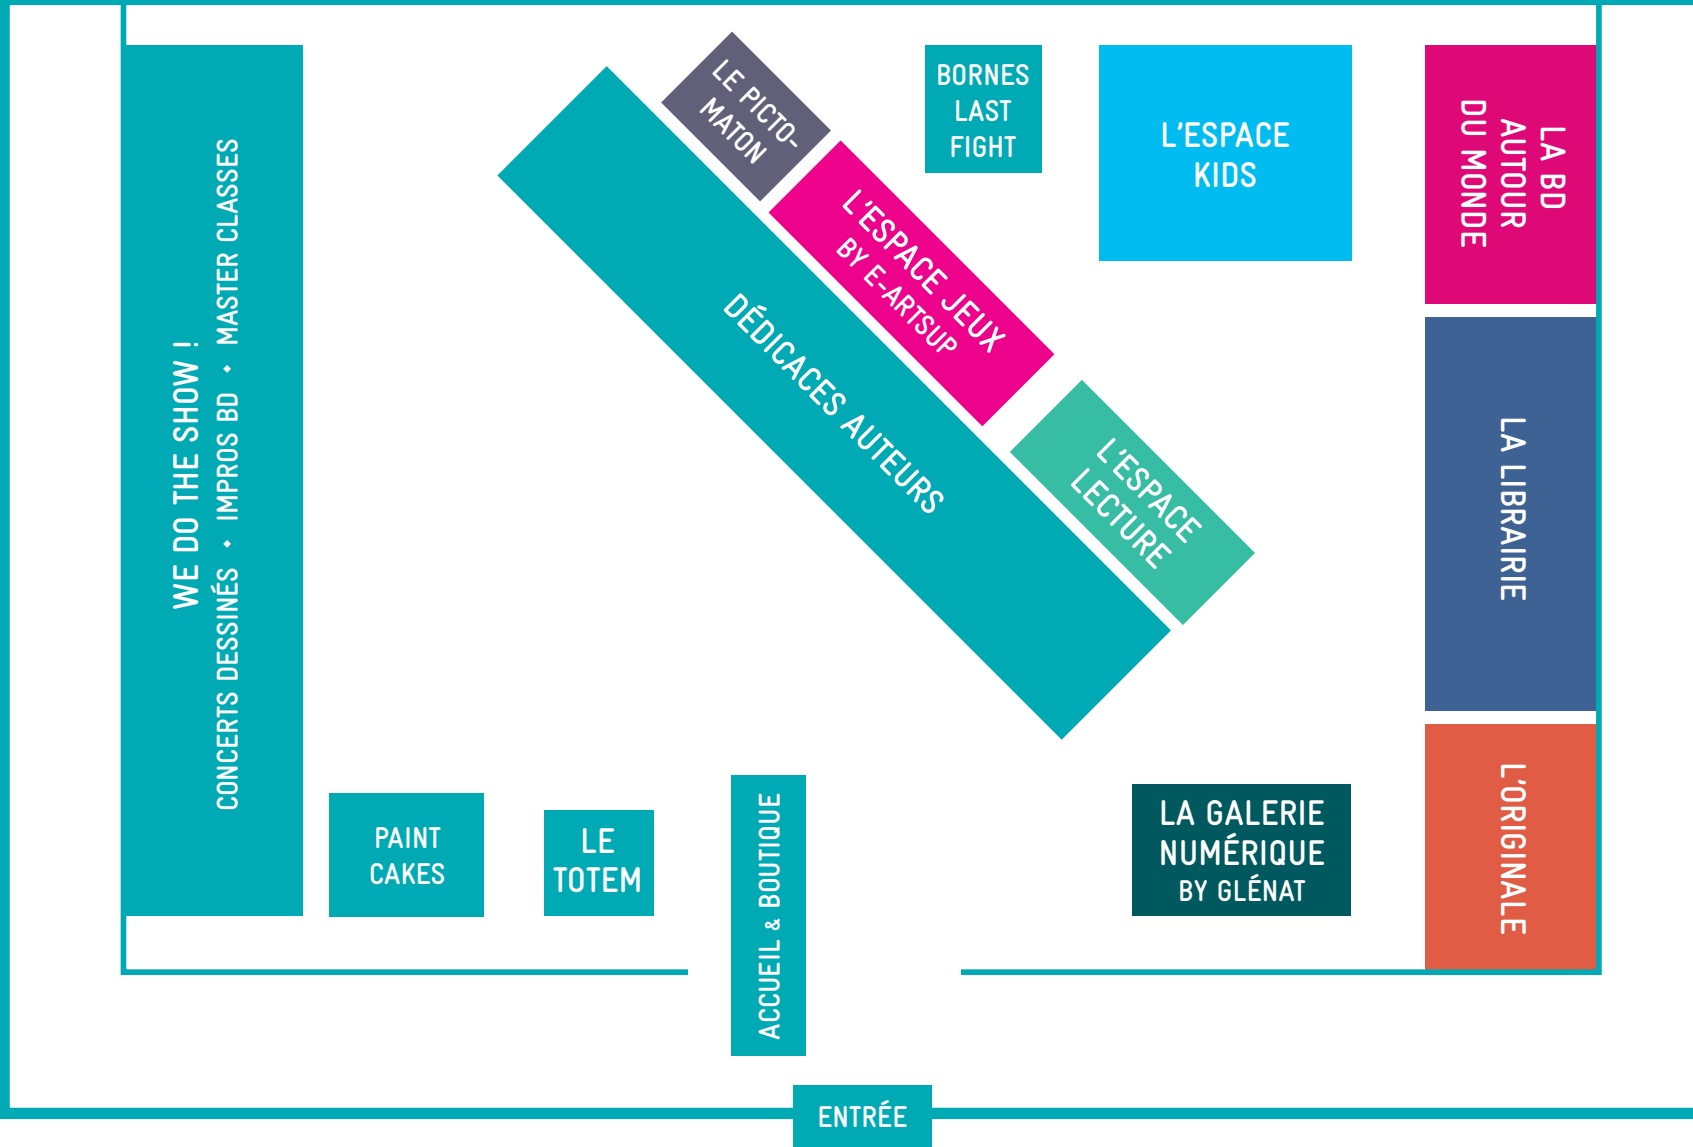 WE DO THE SHOW !
CONCERTS DESSINÉS • IMPROS BD • MASTER CLASSES
LE PICTO-
MATON
L'ESPACE JEUX
BY E-ARTSUP
DÉDICACES AUTEURS
L'ESPACE
LECTURE
BORNES
LAST
FIGHT
L'ESPACE
KIDS
LA BD
AUTOUR
DU MONDE
LA LIBRAIRIE
L'ORIGINALE
PAINT
CAKES
LE
TOTEM
ACCUEIL & BOUTIQUE
LA GALERIE
NUMÉRIQUE
BY GLÉNAT
ENTRÉE